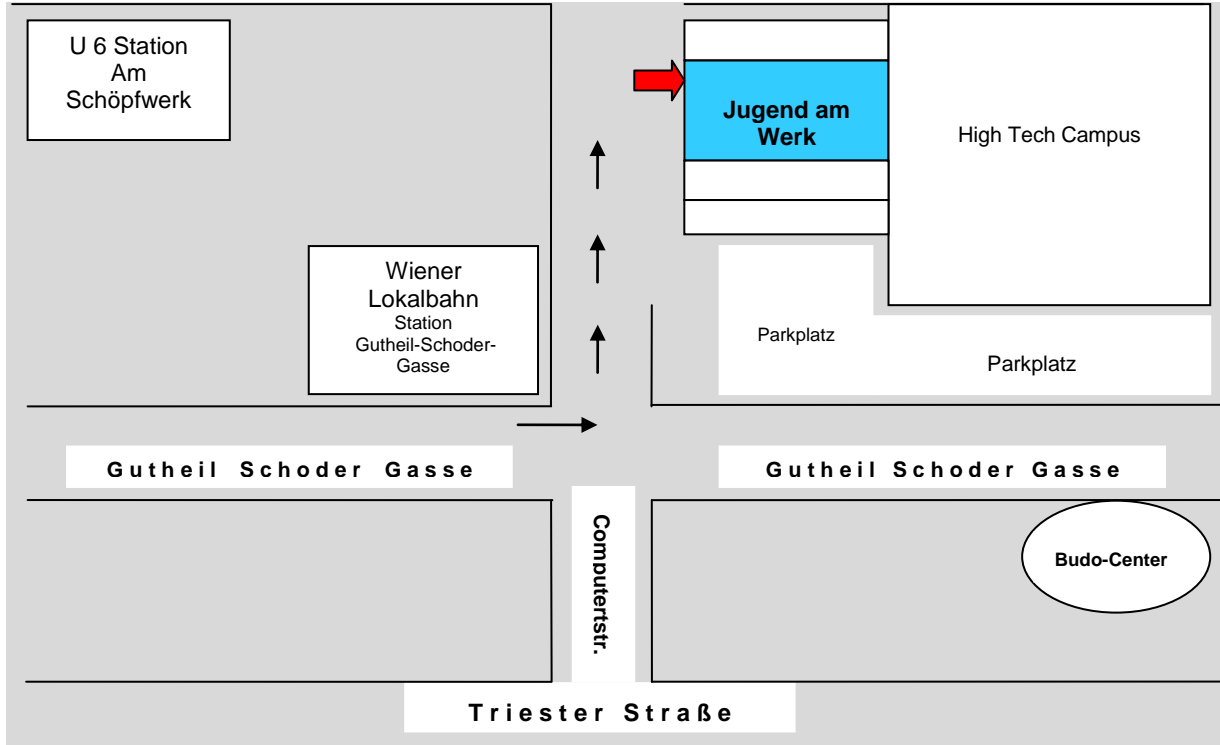 U 6 Station
Am
Schöpfwerk
Jugend am
Werk
High Tech Campus
Wiener
Lokalbahn
Station
Gutheil-Schoder-
Gasse
Parkplatz
Parkplatz
Gutheil Schoder Gasse
Gutheil Schoder Gasse
Computertstr.
Budo-Center
Triester Straße